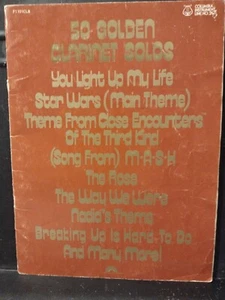 50 GOLDEN
CLARINET SOLOS
You Light Up My Life
Star Wars (Main Theme)
Theme From Close Encounters
Of The Third Kind
(Song From) M*A*S*H
The Rose
The Way We Were
Nadia's Theme
Breaking Up Is Hard To Do
And Many More!